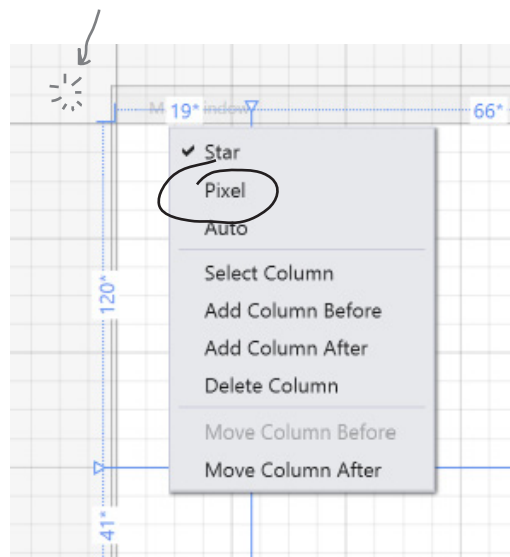 MainWindow
19*
66*
Star
Pixel
Auto
Select Column
Add Column Before
Add Column After
Delete Column
Move Column Before
Move Column After
120*
41*